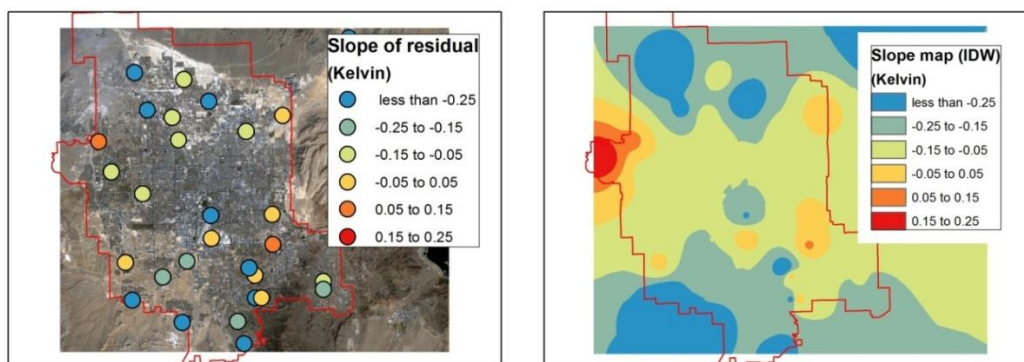 Slope of residual
(Kelvin)
less than -0.25
-0.25 to -0.15
-0.15 to -0.05
-0.05 to 0.05
0.05 to 0.15
0.15 to 0.25
Slope map (IDW)
(Kelvin)
less than -0.25
-0.25 to -0.15
-0.15 to -0.05
-0.05 to 0.05
0.05 to 0.15
0.15 to 0.25